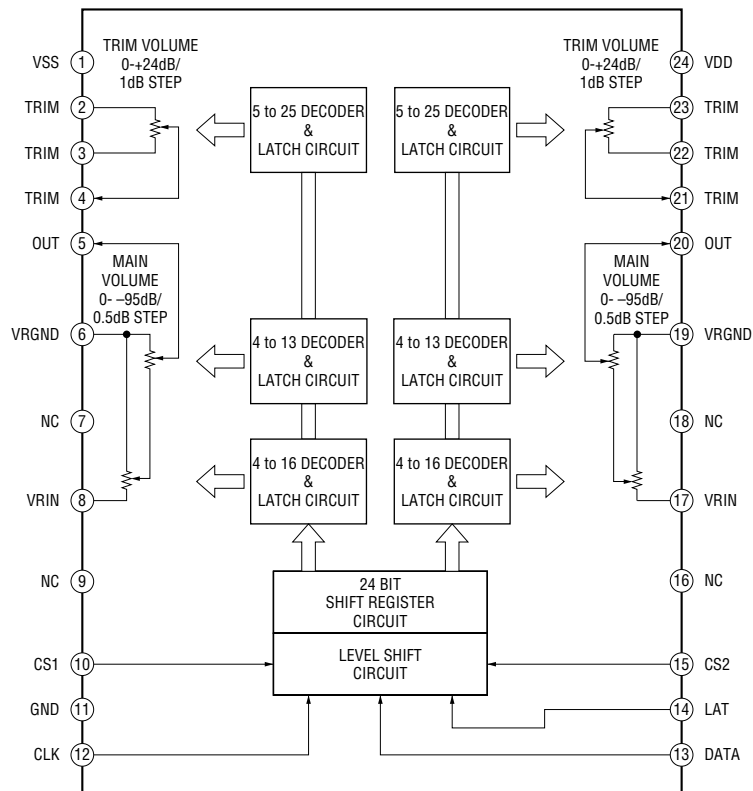 TRIM VOLUME
0-+24dB/
1dB STEP
TRIM VOLUME
0-+24dB/
1dB STEP
VSS 1
24 VDD
TRIM 2
23 TRIM
5 to 25 DECODER
&
LATCH CIRCUIT
5 to 25 DECODER
&
LATCH CIRCUIT
TRIM 3
22 TRIM
TRIM 4
21 TRIM
OUT 5
20 OUT
MAIN
VOLUME
0- –95dB/
0.5dB STEP
MAIN
VOLUME
0- –95dB/
0.5dB STEP
VRGND 6
19 VRGND
4 to 13 DECODER
&
LATCH CIRCUIT
4 to 13 DECODER
&
LATCH CIRCUIT
NC 7
18 NC
4 to 16 DECODER
&
LATCH CIRCUIT
4 to 16 DECODER
&
LATCH CIRCUIT
VRIN 8
17 VRIN
NC 9
16 NC
24 BIT
SHIFT REGISTER
CIRCUIT
LEVEL SHIFT
CIRCUIT
CS1 10
15 CS2
GND 11
14 LAT
CLK 12
13 DATA